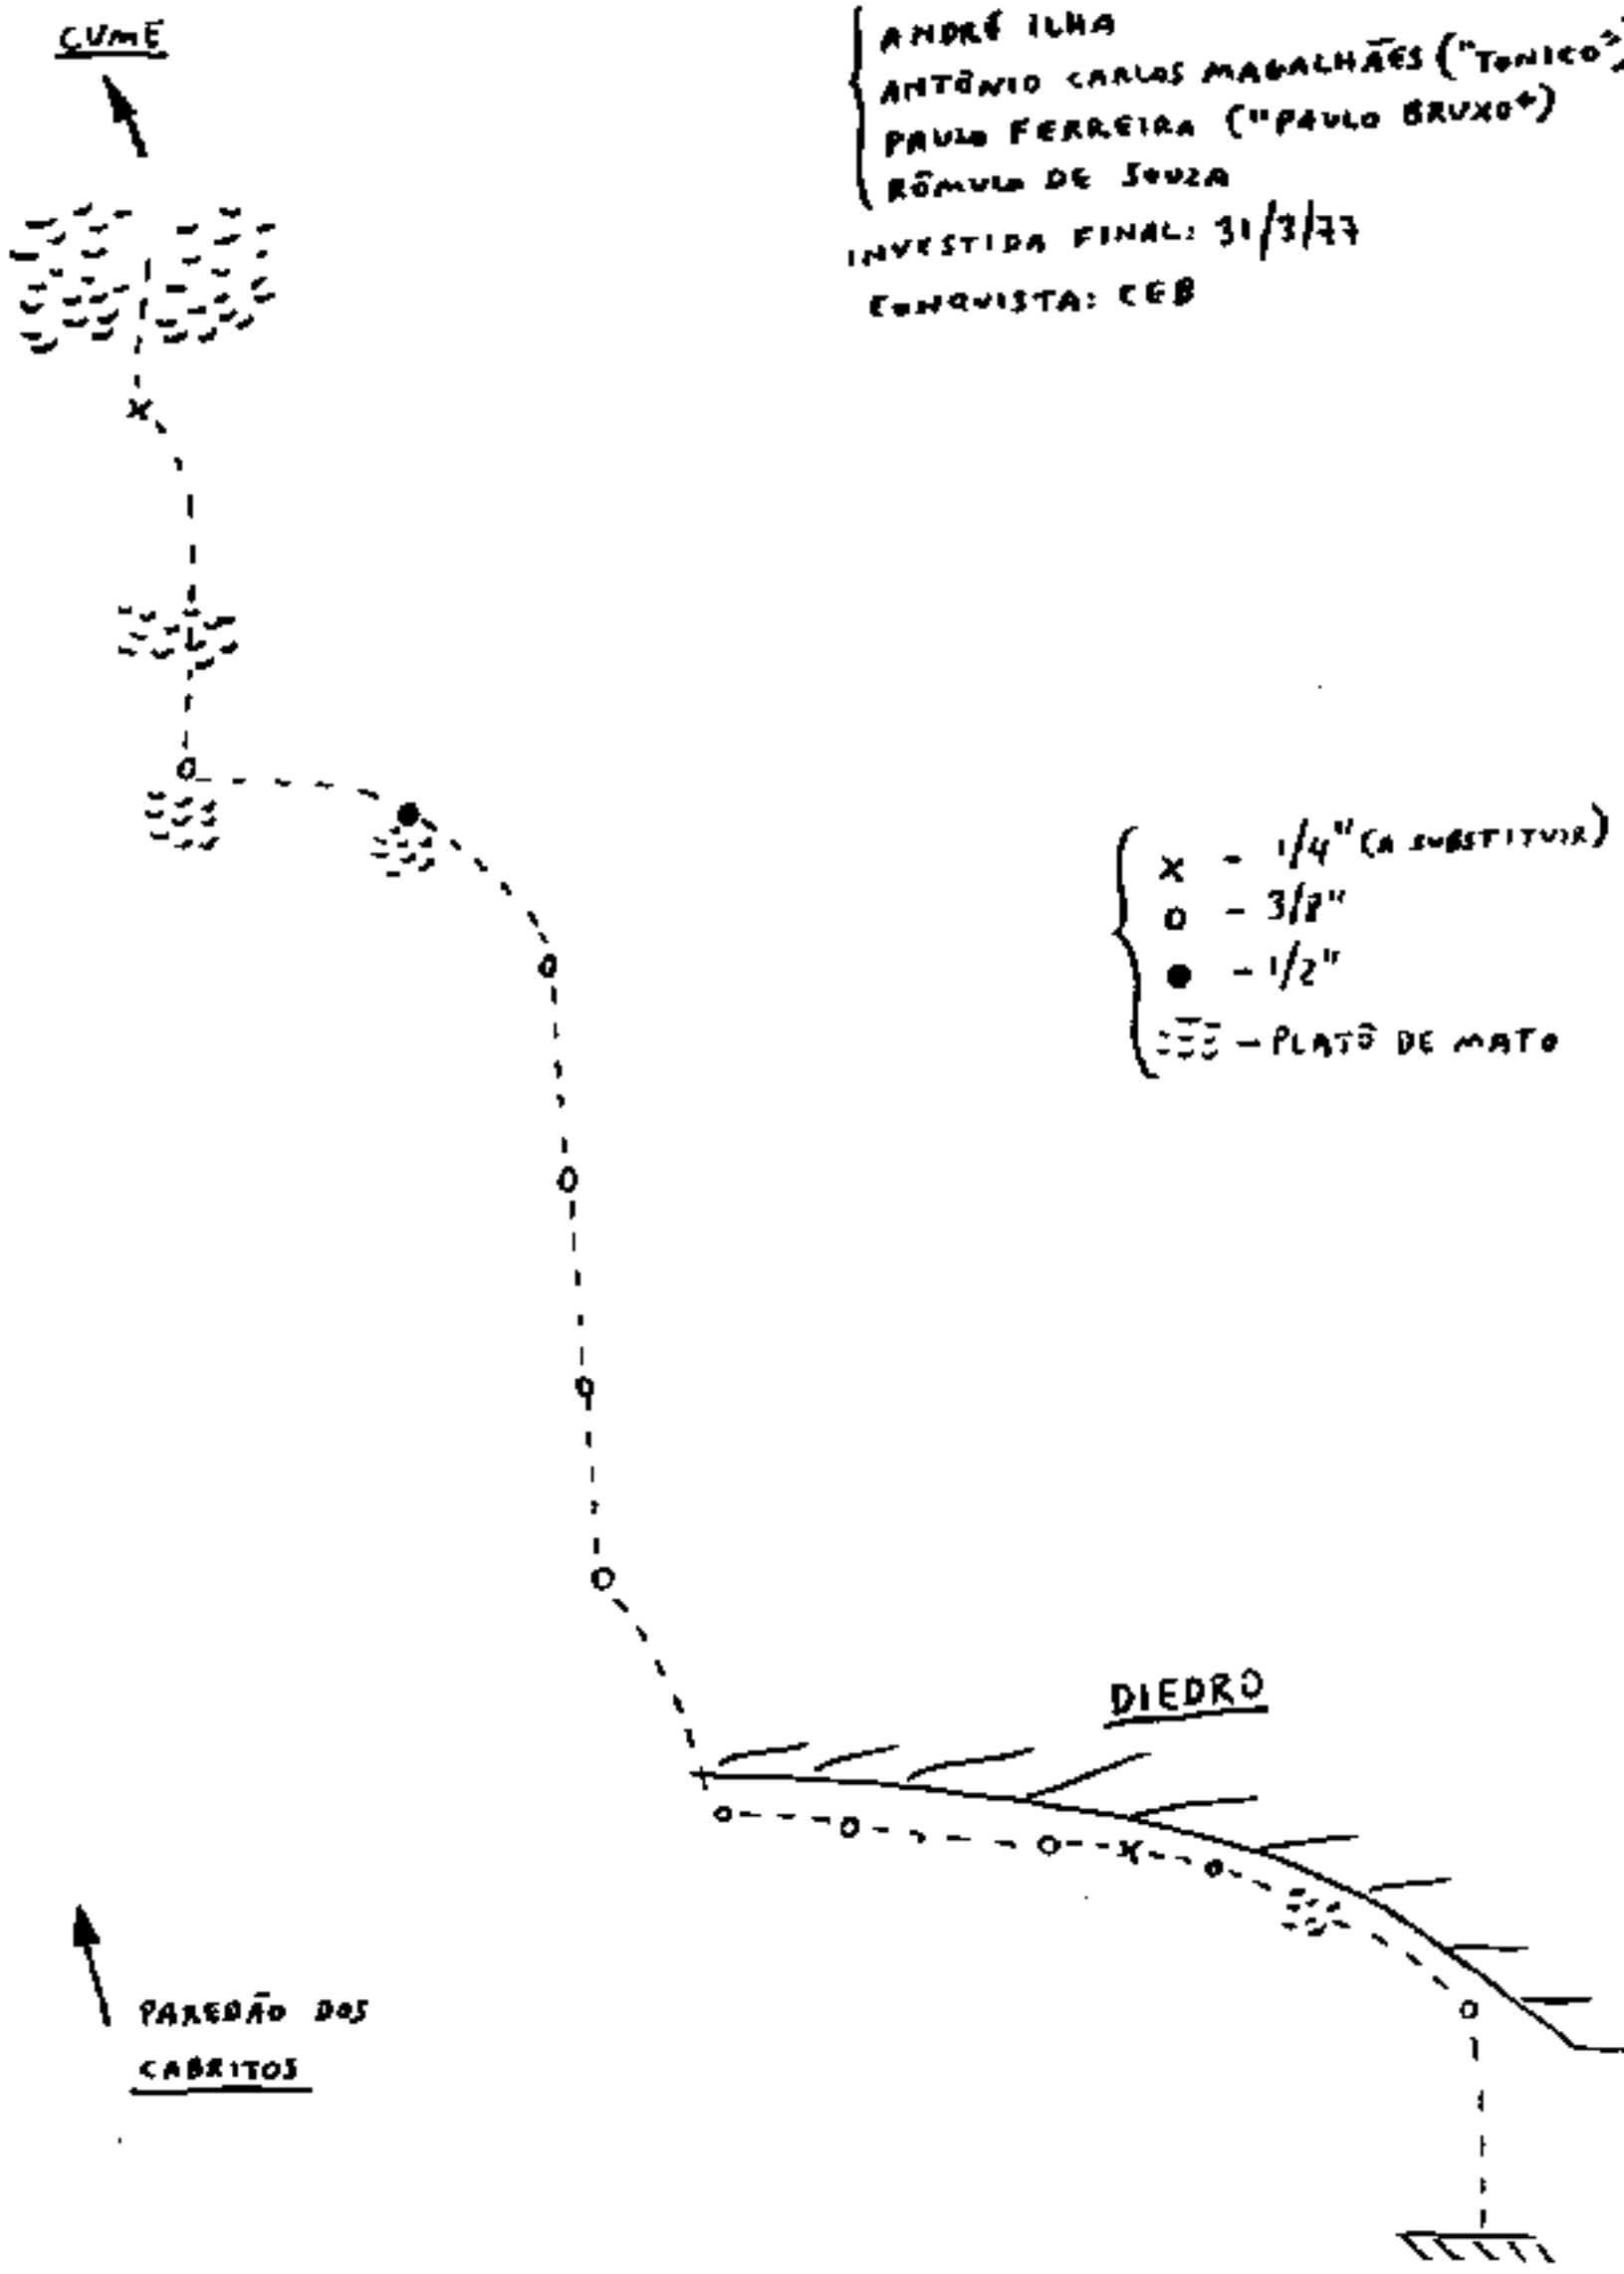 CUME
ANDRÉ ILHA
ANTÔNIO CARLOS MAGALHÃES ("TONICO")
PAULO FERREIRA ("PAULO BRUXO")
RÔMULO DE SOUZA
INVESTIDA FINAL: 31/3/77
CONQUISTA: CEB
x - 1/4" (A SUBSTITUIR)
o - 3/8"
● - 1/2"
- PLATÔ DE MATO
DIEDRO
PAREDÃO DOS
CABRITOS